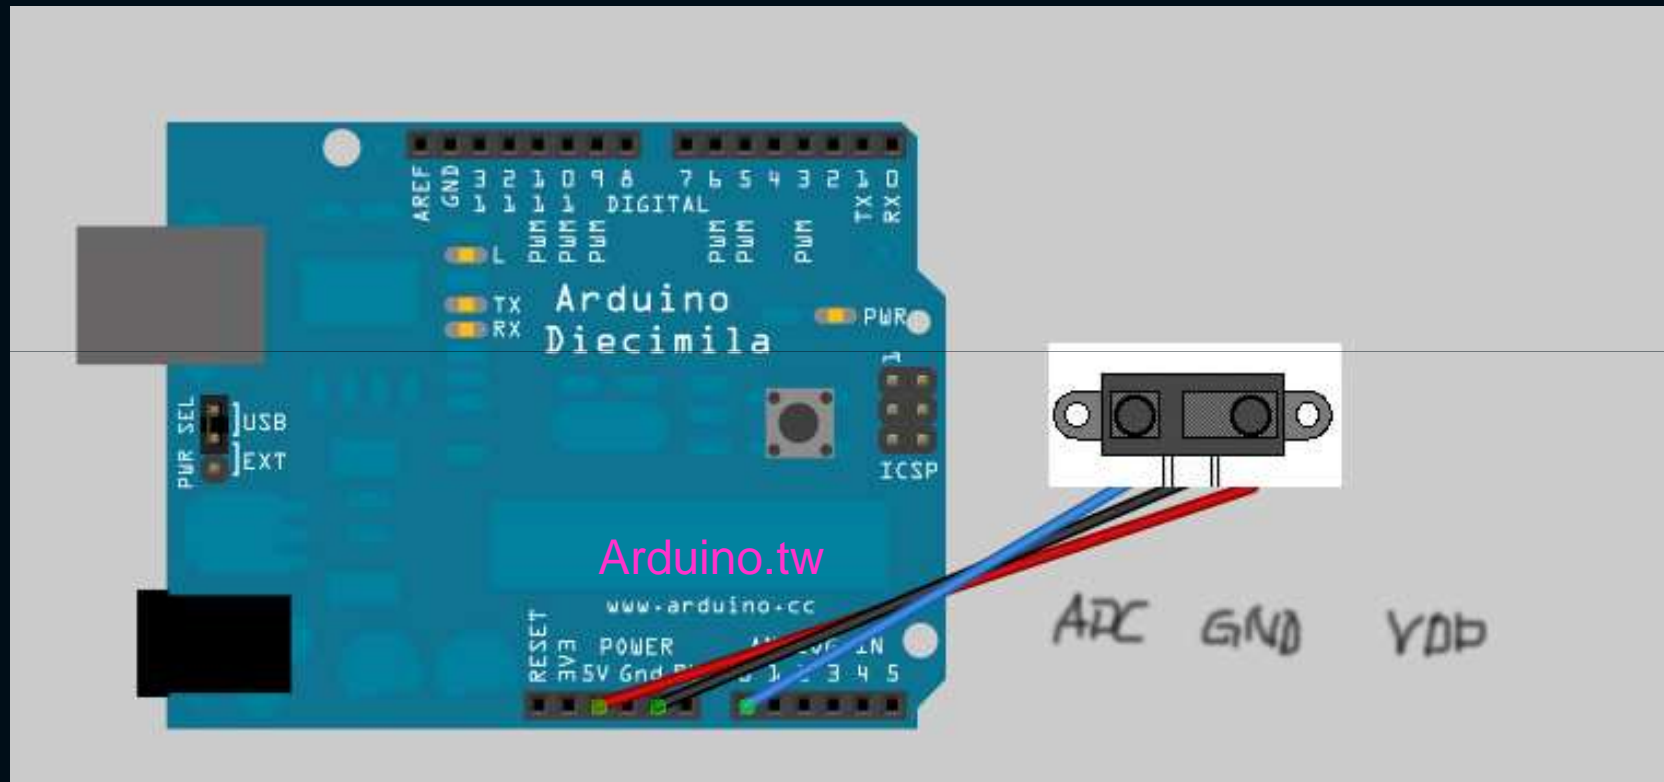 AREF GND 13 12 11 10 9 8 7 6 5 4 3 2 1 0
DIGITAL
PWM PWM PWM PWM PWM PWM TX RX
L
TX
RX
Arduino
Diecimila
PWR
1
ICSP
PWR SEL
USB
EXT
Arduino.tw
www.arduino.cc
POWER IN
RESET 3V3 5V Gnd 1 3 4 5
ADC GND VDD